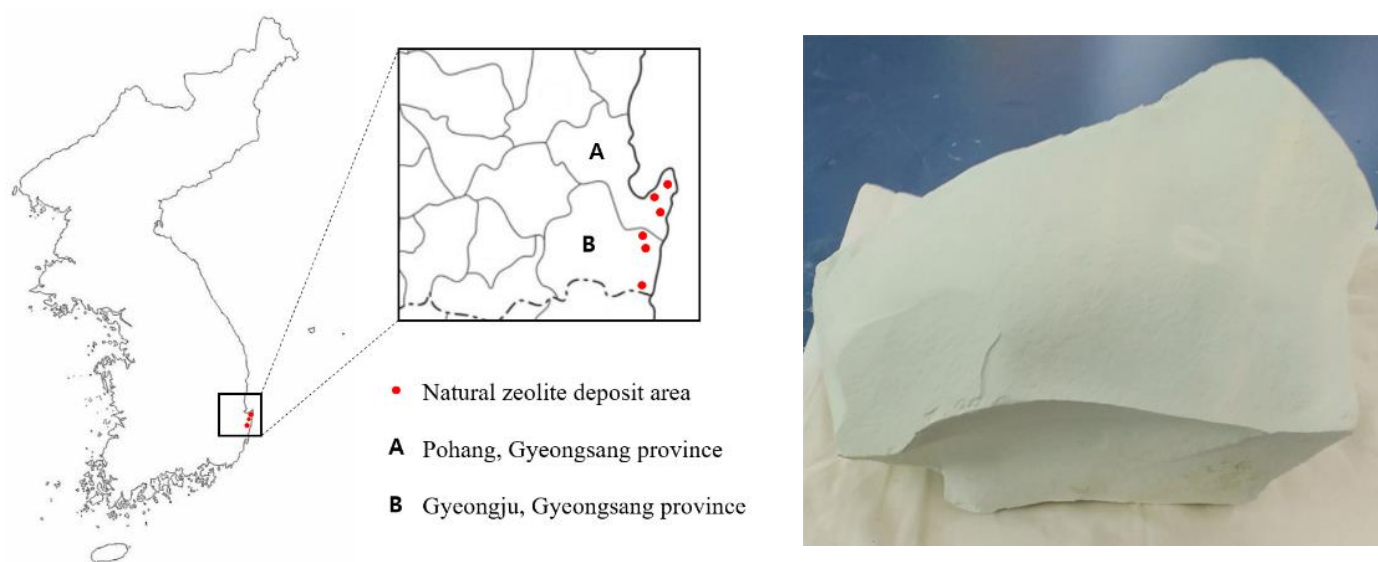 A
B
Natural zeolite deposit area
A Pohang, Gyeongsang province
B Gyeongju, Gyeongsang province